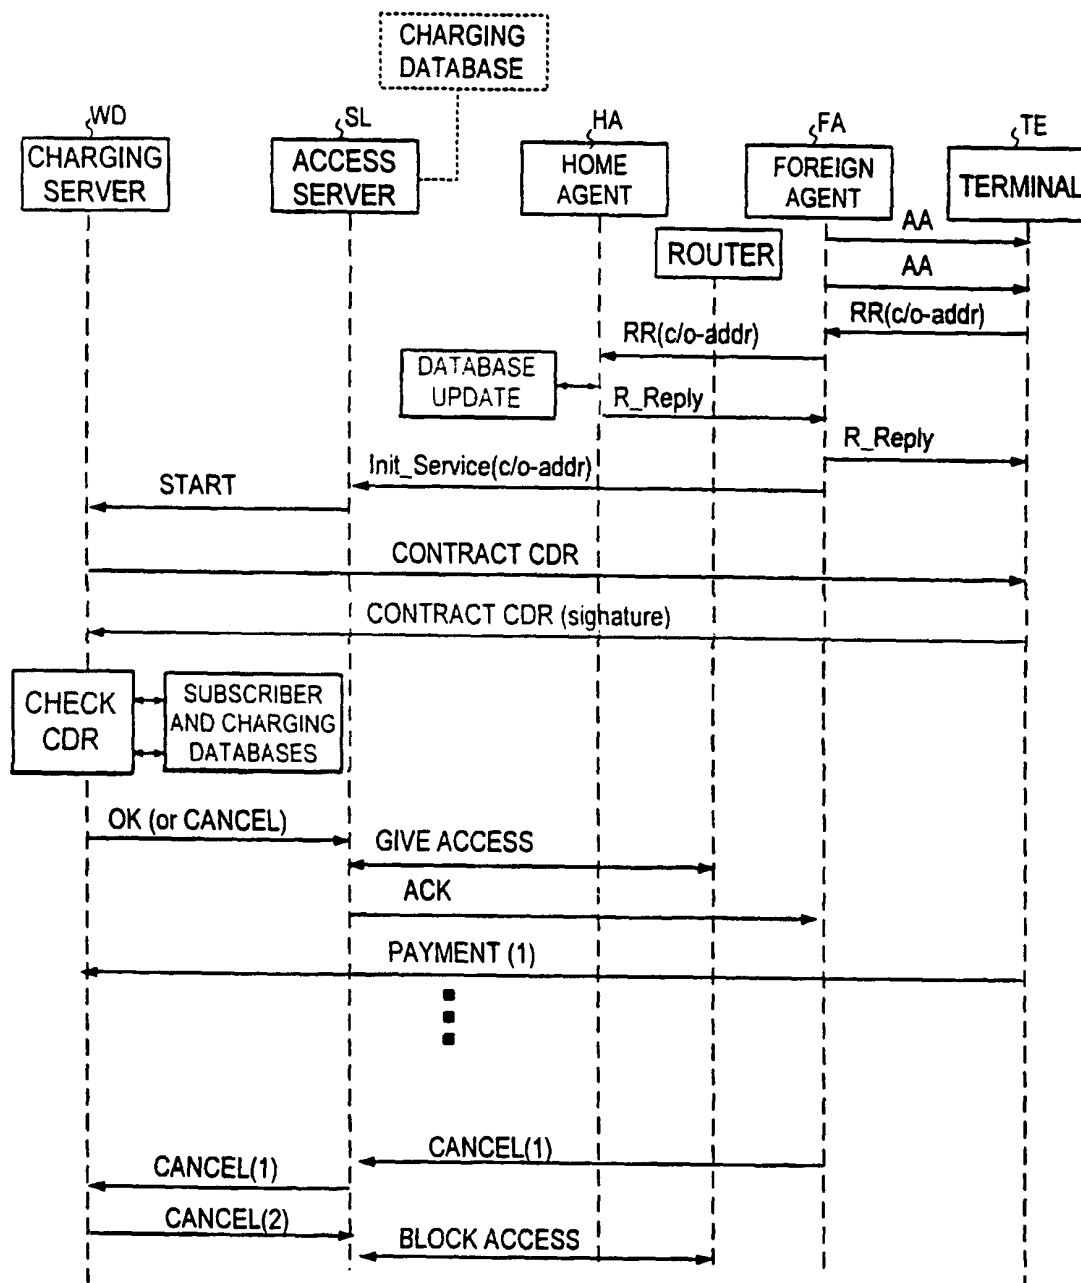 CHARGING
DATABASE
WD
SL
HA
FA
TE
CHARGING
SERVER
ACCESS
SERVER
HOME
AGENT
FOREIGN
AGENT
TERMINAL
AA
ROUTER
AA
RR(c/o-addr)
RR(c/o-addr)
DATABASE
UPDATE
R_Reply
R_Reply
Init_Service(c/o-addr)
START
CONTRACT CDR
CONTRACT CDR (signature)
CHECK
CDR
SUBSCRIBER
AND CHARGING
DATABASES
OK (or CANCEL)
GIVE ACCESS
ACK
PAYMENT (1)
CANCEL(1)
CANCEL(1)
CANCEL(2)
BLOCK ACCESS